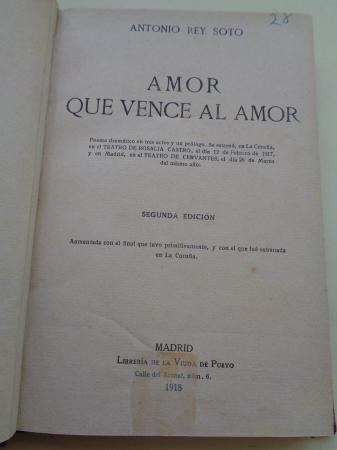 28
ANTONIO REY SOTO
AMOR
QUE VENCE AL AMOR
Poema dramático en tres actos y un prólogo. Se estrenó, en La Coruña,
en el TEATRO DE ROSALIA CASTRO, el día 12 de Febrero de 1917,
y en Madrid, en el TEATRO DE CERVANTES, el día 26 de Marzo
del mismo año.
SEGUNDA EDICIÓN
Aumentada con el final que tuvo primitivamente, y con el que fué estrenada
en La Coruña.
MADRID
LIBRERÍA DE LA VIUDA DE PUEYO
Calle del Arenal, núm. 6.
1918